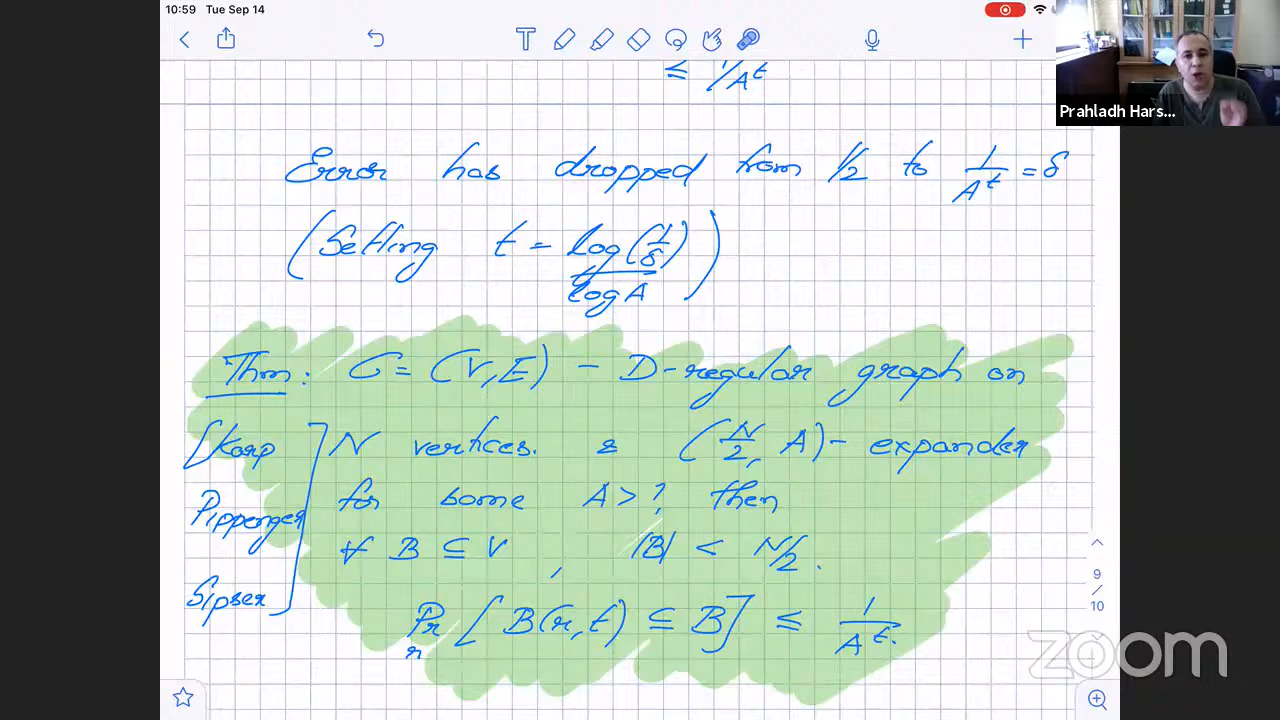 10:59 Tue Sep 14
≤ 1/A^t
Prahladh Hars...
Error has dropped from 1/2 to 1/A^t = δ
(Setting t = log(1/δ)/log A)
Thm: G = (V, E) - D-regular graph on
[Karp N vertices. & (N/2, A)- expander
Pippenger for some A > ? then
∀ B ⊆ V, |B| < N/2.
Sipser]
Pr_r [B(r,t) ⊆ B] ≤ 1/A^t.
9
/
10
zoom